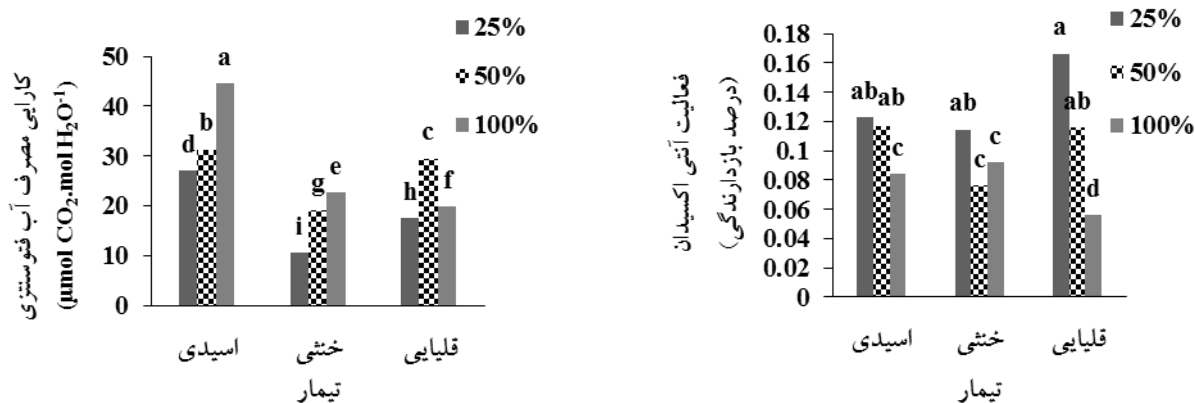 کارایی مصرف آب فتوسنتزی
(µmol CO₂.mol H₂O⁻¹)
50
40
30
20
10
0
25%
50%
100%
d
b
a
i
g
e
h
c
f
اسیدی
خنثی
قلیایی
تیمار
فعالیت آنتی اکسیدان
(درصد بازدارندگی)
0.18
0.16
0.14
0.12
0.1
0.08
0.06
0.04
0.02
0
25%
50%
100%
ab
ab
c
ab
c
c
a
ab
d
اسیدی
خنثی
قلیایی
تیمار